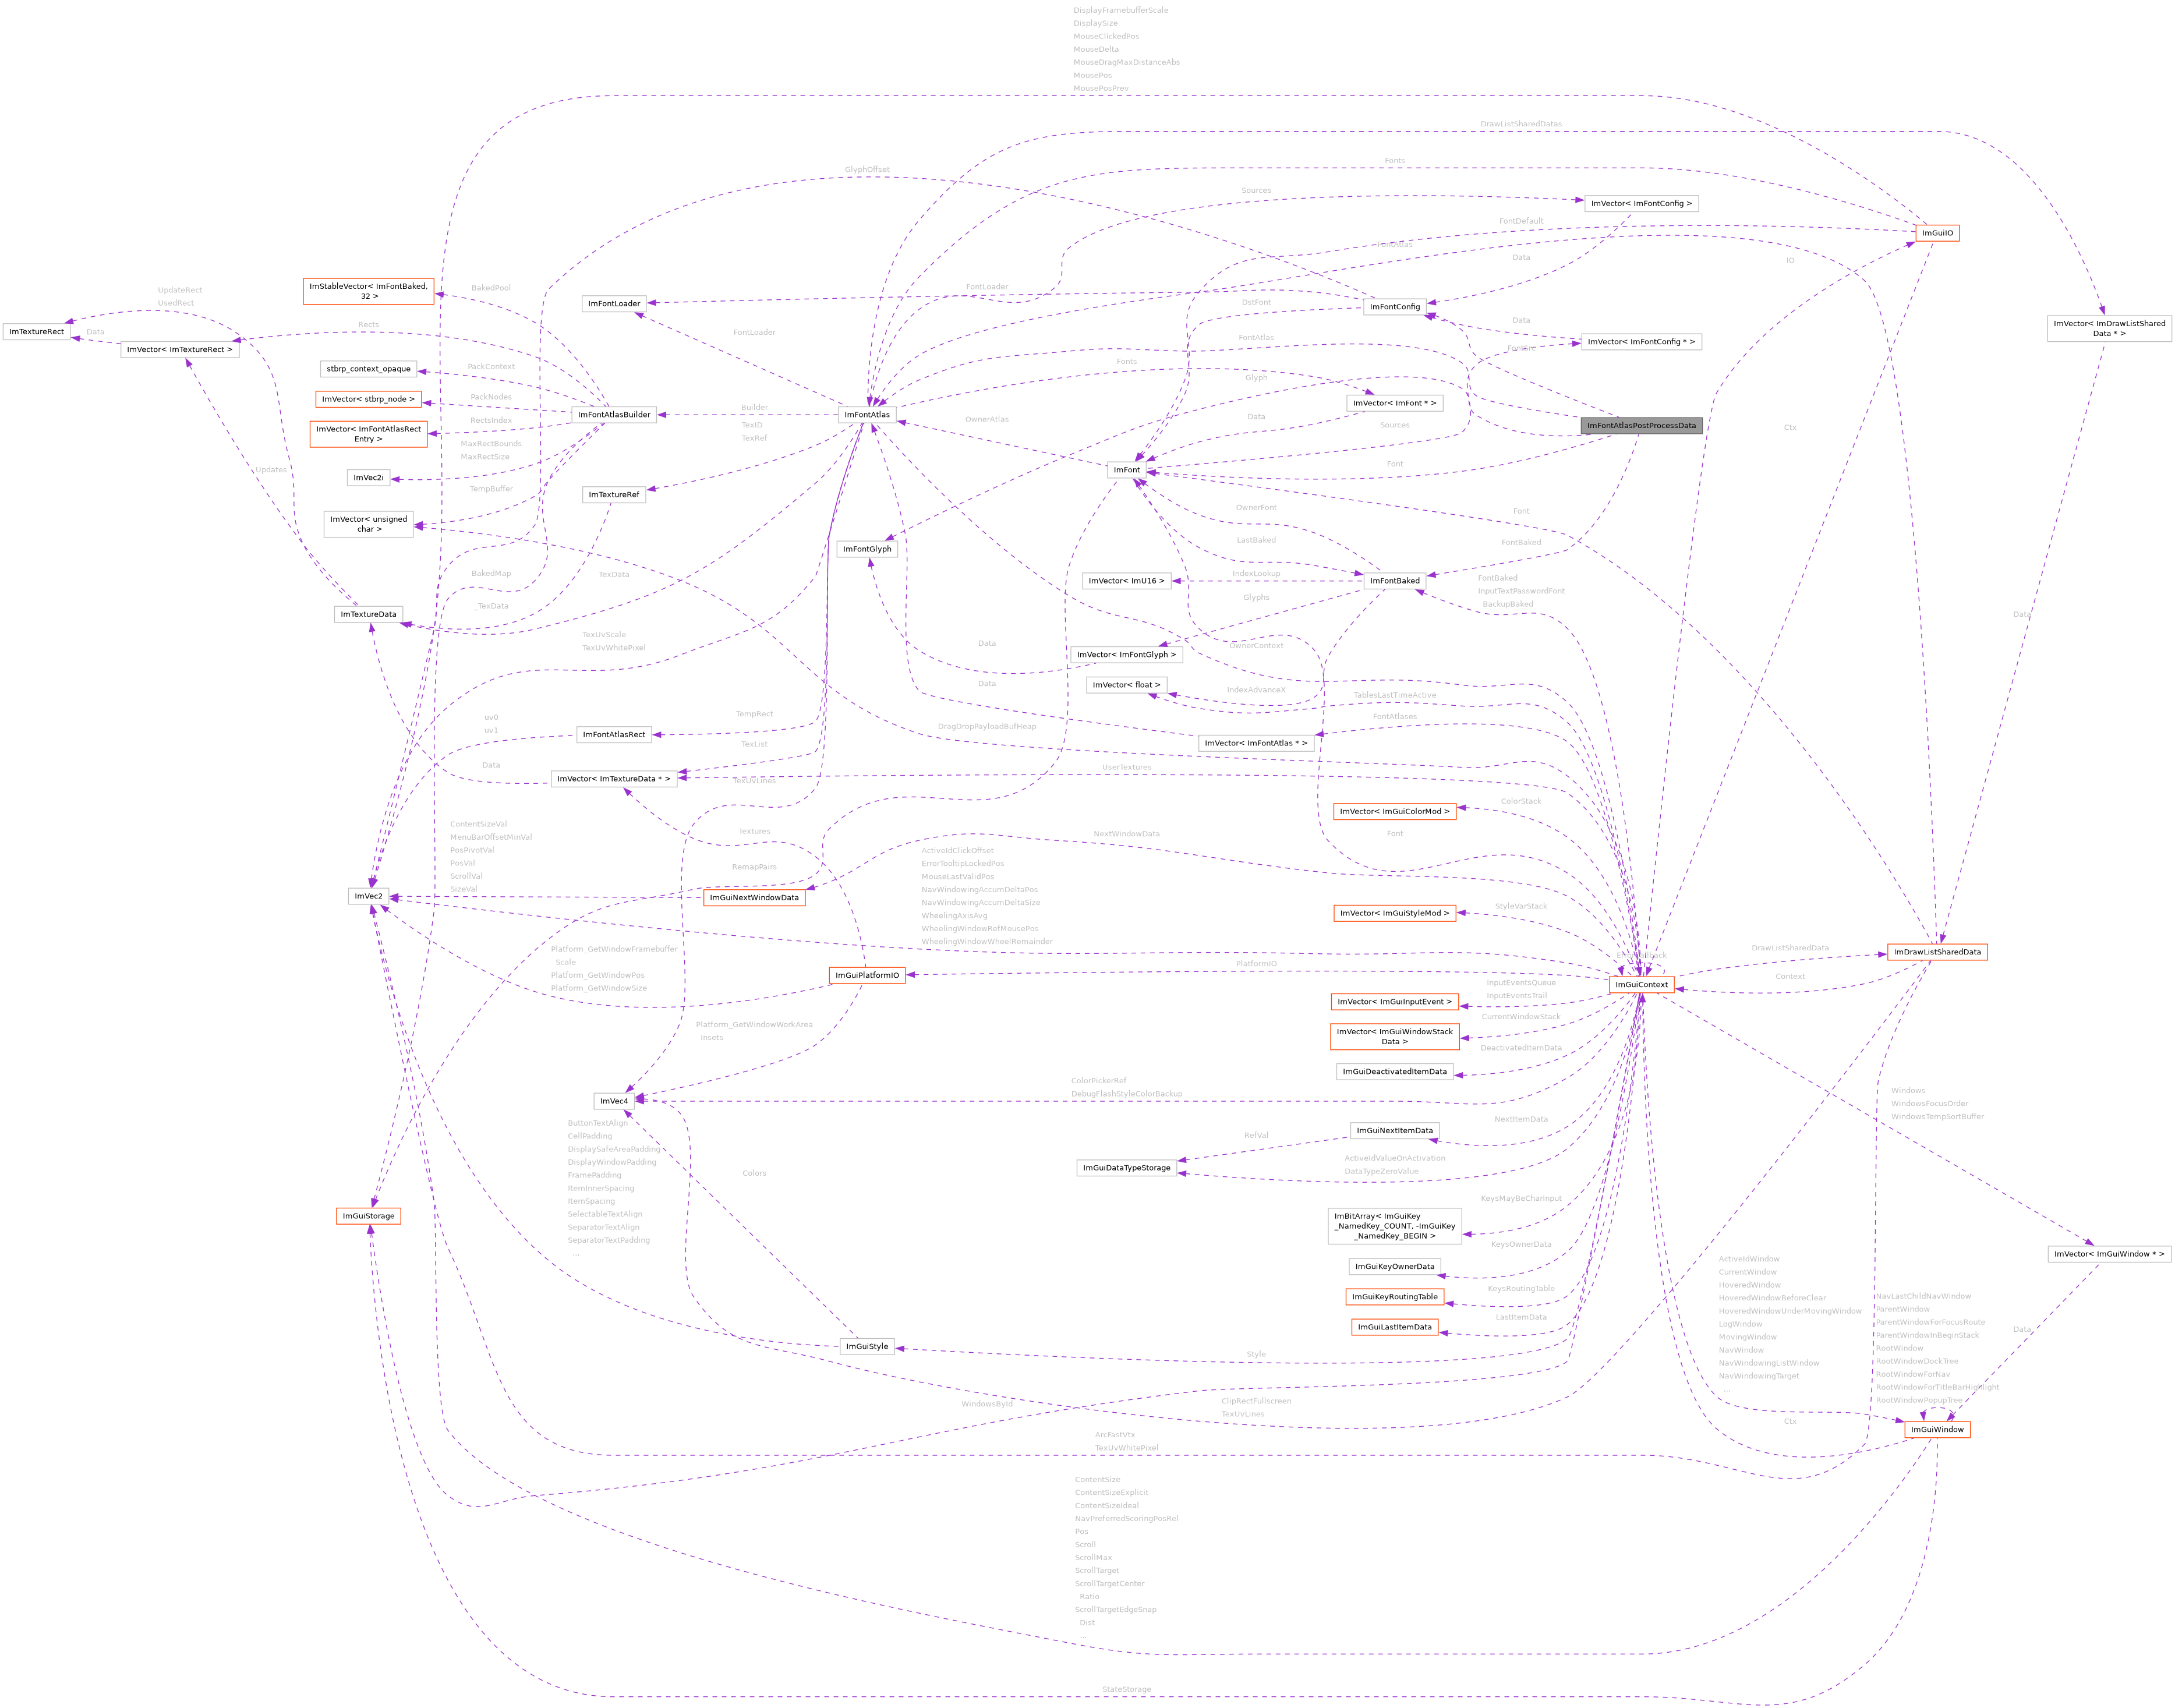 DisplayFramebufferScale
DisplaySize
MouseClickedPos
MouseDelta
MouseDragMaxDistanceAbs
MousePos
MousePosPrev
DrawListSharedDatas
Fonts
GlyphOffset
Sources
ImVector< ImFontConfig >
FontDefault
ImGuiIO
FontAtlas
Data
IO
ImStableVector< ImFontBaked,
32 >
BakedPool
FontLoader
UpdateRect
UsedRect
ImFontLoader
DstFont
ImFontConfig
ImVector< ImDrawListShared
Data * >
Data
Rects
ImTextureRect
Data
FontLoader
FontAtlas
ImVector< ImFontConfig * >
FontSrc
ImVector< ImTextureRect >
Fonts
stbrp_context_opaque
PackContext
Glyph
ImVector< stbrp_node >
PackNodes
ImVector< ImFont * >
Builder
ImFontAtlasBuilder
ImFontAtlas
Data
OwnerAtlas
RectsIndex
TexID
Sources
ImFontAtlasPostProcessData
Ctx
ImVector< ImFontAtlasRect
Entry >
TexRef
MaxRectBounds
MaxRectSize
Updates
Font
ImFont
ImVec2i
TempBuffer
ImTextureRef
OwnerFont
Font
ImVector< unsigned
char >
LastBaked
FontBaked
ImFontGlyph
BakedMap
TexData
IndexLookup
ImVector< ImU16 >
ImFontBaked
FontBaked
InputTextPasswordFont
BackupBaked
Glyphs
_TexData
ImTextureData
Data
TexUvScale
TexUvWhitePixel
Data
OwnerContext
ImVector< ImFontGlyph >
Data
ImVector< float >
IndexAdvanceX
TablesLastTimeActive
uv0
uv1
TempRect
FontAtlases
DragDropPayloadBufHeap
ImFontAtlasRect
TexList
ImVector< ImFontAtlas * >
Data
UserTextures
ImVector< ImTextureData * >
TexUvLines
ColorStack
ImVector< ImGuiColorMod >
ContentSizeVal
MenuBarOffsetMinVal
PosPivotVal
PosVal
ScrollVal
SizeVal
Textures
NextWindowData
Font
ActiveIdClickOffset
ErrorTooltipLockedPos
MouseLastValidPos
NavWindowingAccumDeltaPos
NavWindowingAccumDeltaSize
WheelingAxisAvg
WheelingWindowRefMousePos
WheelingWindowWheelRemainder
RemapPairs
ImVec2
ImGuiNextWindowData
StyleVarStack
ImVector< ImGuiStyleMod >
Platform_GetWindowFramebuffer
Scale
Platform_GetWindowPos
Platform_GetWindowSize
DrawListSharedData
ImDrawListSharedData
ErrorCallback
PlatformIO
ImGuiPlatformIO
Context
ImGuiContext
InputEventsQueue
InputEventsTrail
ImVector< ImGuiInputEvent >
CurrentWindowStack
Platform_GetWindowWorkArea
Insets
ImVector< ImGuiWindowStack
Data >
DeactivatedItemData
ImGuiDeactivatedItemData
ColorPickerRef
DebugFlashStyleColorBackup
Windows
WindowsFocusOrder
WindowsTempSortBuffer
ImVec4
ButtonTextAlign
CellPadding
DisplaySafeAreaPadding
DisplayWindowPadding
FramePadding
ItemInnerSpacing
ItemSpacing
SelectableTextAlign
SeparatorTextAlign
SeparatorTextPadding
...
NextItemData
ImGuiNextItemData
RefVal
ActiveIdValueOnActivation
DataTypeZeroValue
ImGuiDataTypeStorage
Colors
KeysMayBeCharInput
ImGuiStorage
ImBitArray< ImGuiKey
_NamedKey_COUNT, -ImGuiKey
_NamedKey_BEGIN >
KeysOwnerData
ImVector< ImGuiWindow * >
ImGuiKeyOwnerData
ActiveIdWindow
CurrentWindow
HoveredWindow
HoveredWindowBeforeClear
HoveredWindowUnderMovingWindow
LogWindow
MovingWindow
NavWindow
NavWindowingListWindow
NavWindowingTarget
...
KeysRoutingTable
ImGuiKeyRoutingTable
NavLastChildNavWindow
ParentWindow
ParentWindowForFocusRoute
ParentWindowInBeginStack
RootWindow
RootWindowDockTree
RootWindowForNav
RootWindowForTitleBarHighlight
RootWindowPopupTree
Data
LastItemData
ImGuiLastItemData
ImGuiStyle
Style
WindowsById
ClipRectFullscreen
TexUvLines
Ctx
ImGuiWindow
ArcFastVtx
TexUvWhitePixel
ContentSize
ContentSizeExplicit
ContentSizeIdeal
NavPreferredScoringPosRel
Pos
Scroll
ScrollMax
ScrollTarget
ScrollTargetCenter
Ratio
ScrollTargetEdgeSnap
Dist
...
StateStorage